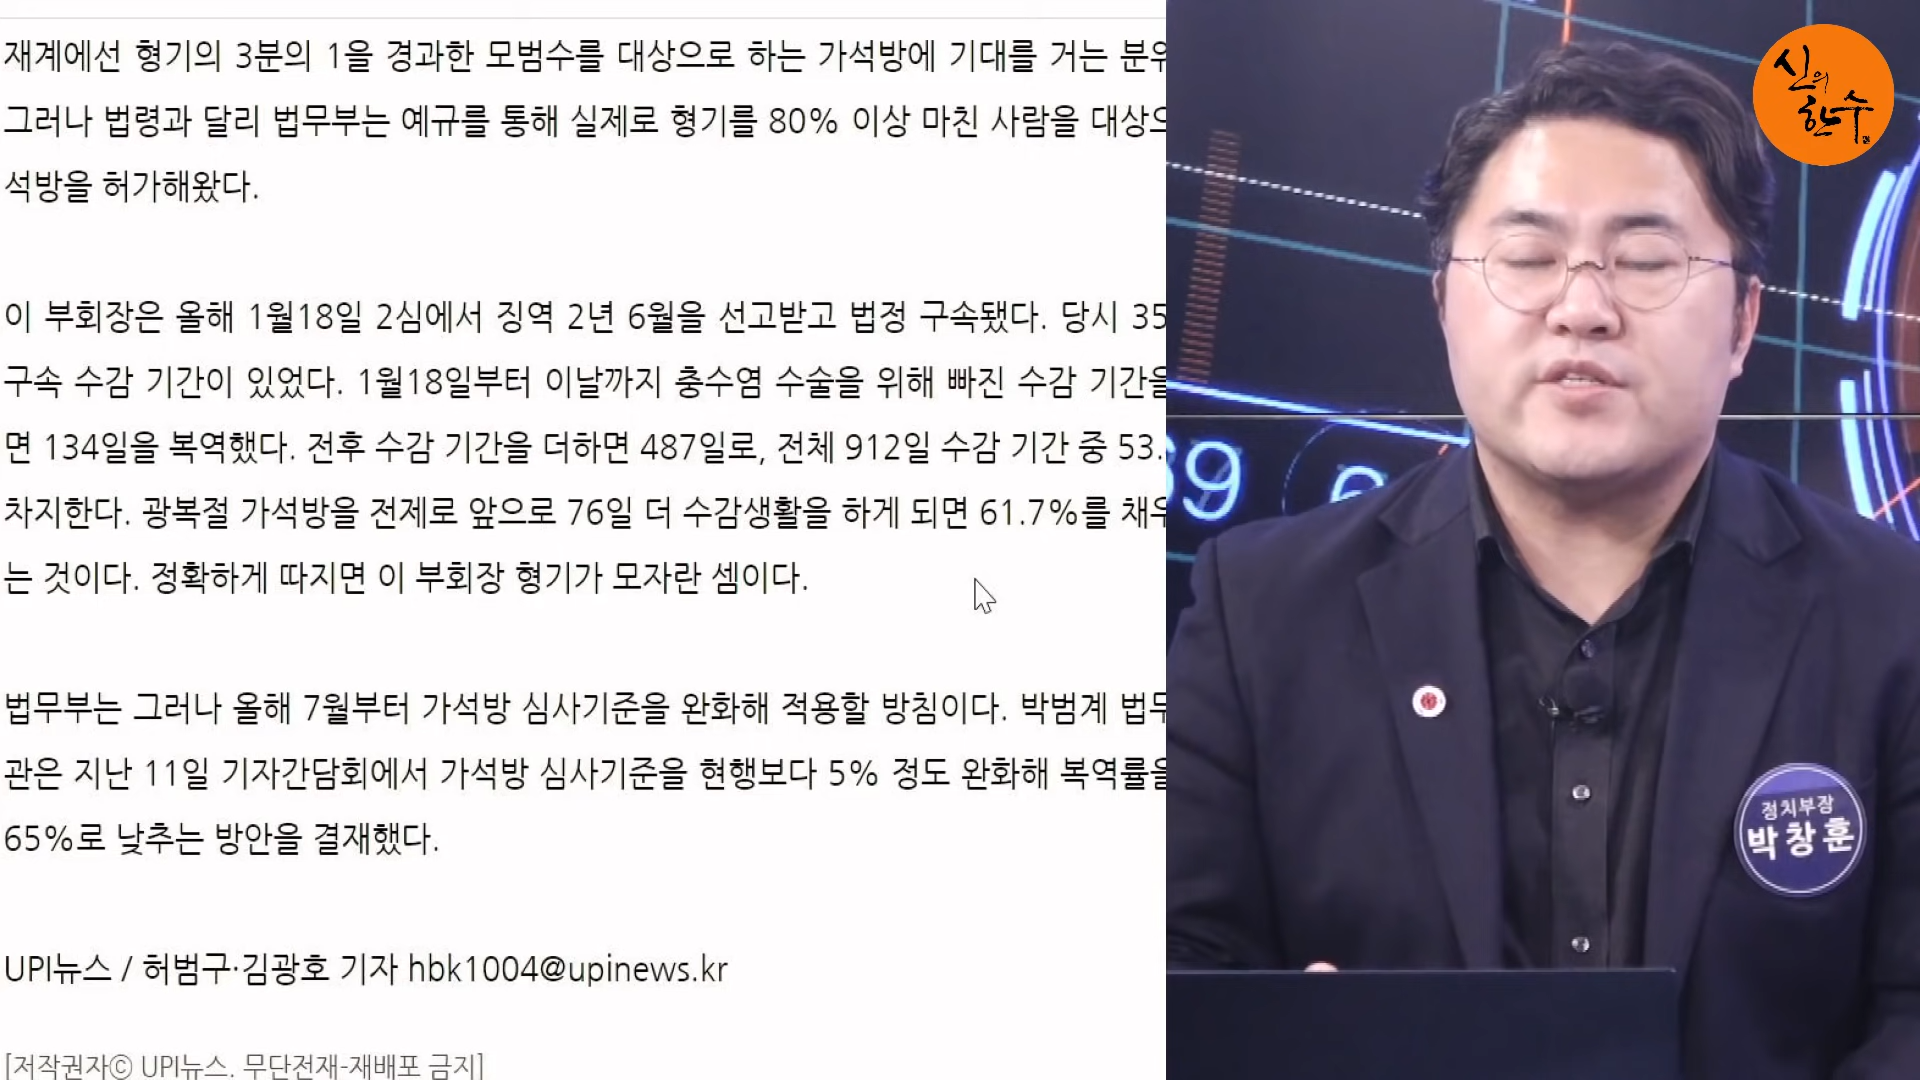 재계에선 형기의 3분의 1을 경과한 모범수를 대상으로 하는 가석방에 기대를 거는
그러나 법령과 달리 법무부는 예규를 통해 실제로 형기를 80% 이상 마친 사람을
석방을 허가해왔다.
이 부회장은 올해 1월18일 2심에서 징역 2년 6월을 선고받고 법정 구속됐다. 당시 35
구속 수감 기간이 있었다. 1월18일부터 이날까지 충수염 수술을 위해 빠진 수감 기간을
면 134일을 복역했다. 전후 수감 기간을 더하면 487일로, 전체 912일 수감 기간 중 53.
차지한다. 광복절 가석방을 전제로 앞으로 76일 더 수감생활을 하게 되면 61.7%를
는 것이다. 정확하게 따지면 이 부회장 형기가 모자란 셈이다.
법무부는 그러나 올해 7월부터 가석방 심사기준을 완화해 적용할 방침이다. 박범계 법무
관은 지난 11일 기자간담회에서 가석방 심사기준을 현행보다 5% 정도 완화해 복역률을
65%로 낮추는 방안을 결재했다.
UPI뉴스 / 허범구·김광호 기자 hbk1004@upinews.kr
[저작권자ⓒ UPI뉴스. 무단전재-재배포 금지]
신의
한수
39
정치부장
박창훈